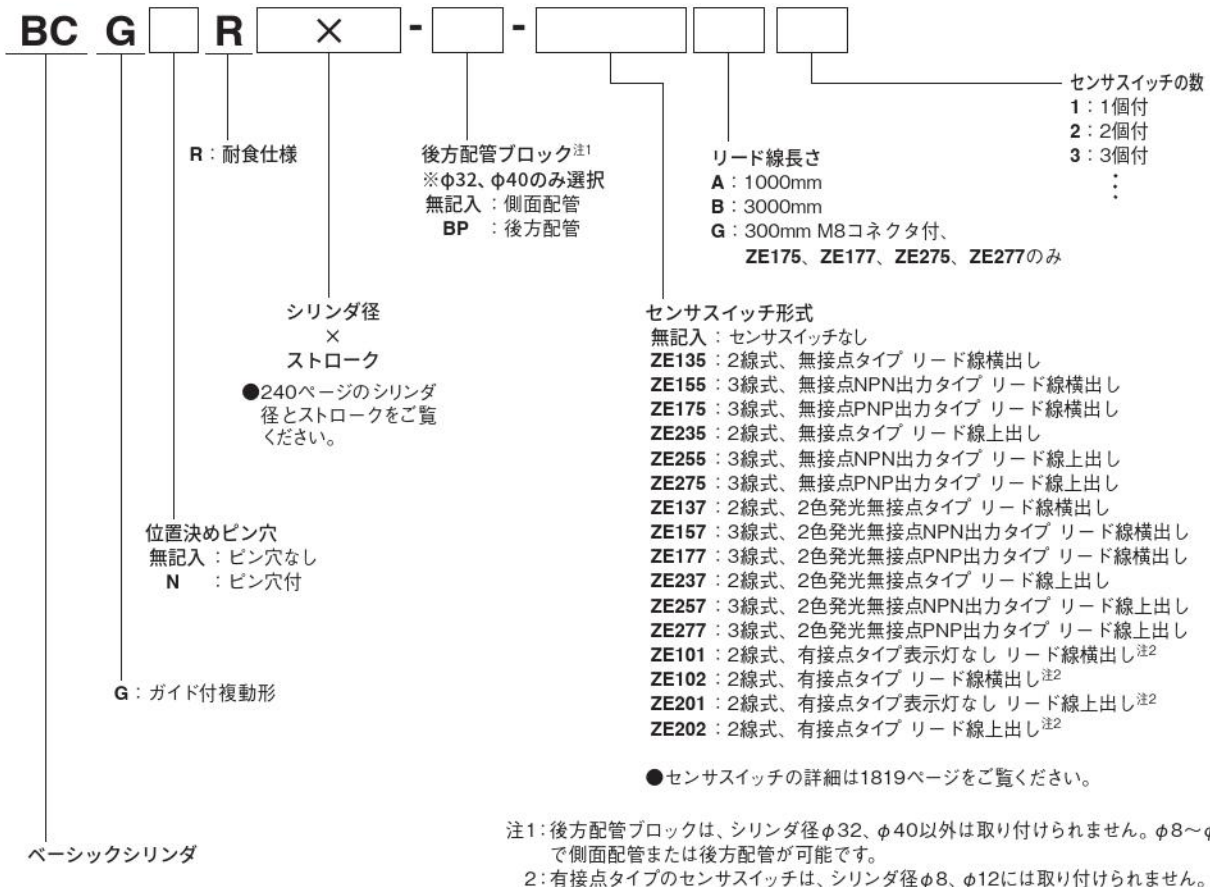 BC G R × - -
センサスイッチの数
1：1個付
2：2個付
3：3個付
⋮
R：耐食仕様
後方配管ブロック注1
※φ32、φ40のみ選択
無記入：側面配管
BP ：後方配管
リード線長さ
A：1000mm
B：3000mm
G：300mm M8コネクタ付、
ZE175、ZE177、ZE275、ZE277のみ
シリンダ径
×
ストローク
●240ページのシリンダ
径とストロークをご覧
ください。
センサスイッチ形式
無記入：センサスイッチなし
ZE135：2線式、無接点タイプ リード線横出し
ZE155：3線式、無接点NPN出力タイプ リード線横出し
ZE175：3線式、無接点PNP出力タイプ リード線横出し
ZE235：2線式、無接点タイプ リード線上出し
ZE255：3線式、無接点NPN出力タイプ リード線上出し
ZE275：3線式、無接点PNP出力タイプ リード線上出し
ZE137：2線式、2色発光無接点タイプ リード線横出し
ZE157：3線式、2色発光無接点NPN出力タイプ リード線横出し
ZE177：3線式、2色発光無接点PNP出力タイプ リード線横出し
ZE237：2線式、2色発光無接点タイプ リード線上出し
ZE257：3線式、2色発光無接点NPN出力タイプ リード線上出し
ZE277：3線式、2色発光無接点PNP出力タイプ リード線上出し
ZE101：2線式、有接点タイプ表示灯なし リード線横出し注2
ZE102：2線式、有接点タイプ リード線横出し注2
ZE201：2線式、有接点タイプ表示灯なし リード線上出し注2
ZE202：2線式、有接点タイプ リード線上出し注2
●センサスイッチの詳細は1819ページをご覧ください。
位置決めピン穴
無記入：ピン穴なし
N ：ピン穴付
G：ガイド付複動形
ベーシックシリンダ
注1：後方配管ブロックは、シリンダ径φ32、φ40以外は取り付けられません。φ8～φ
で側面配管または後方配管が可能です。
2：有接点タイプのセンサスイッチは、シリンダ径φ8、φ12には取り付けられません。